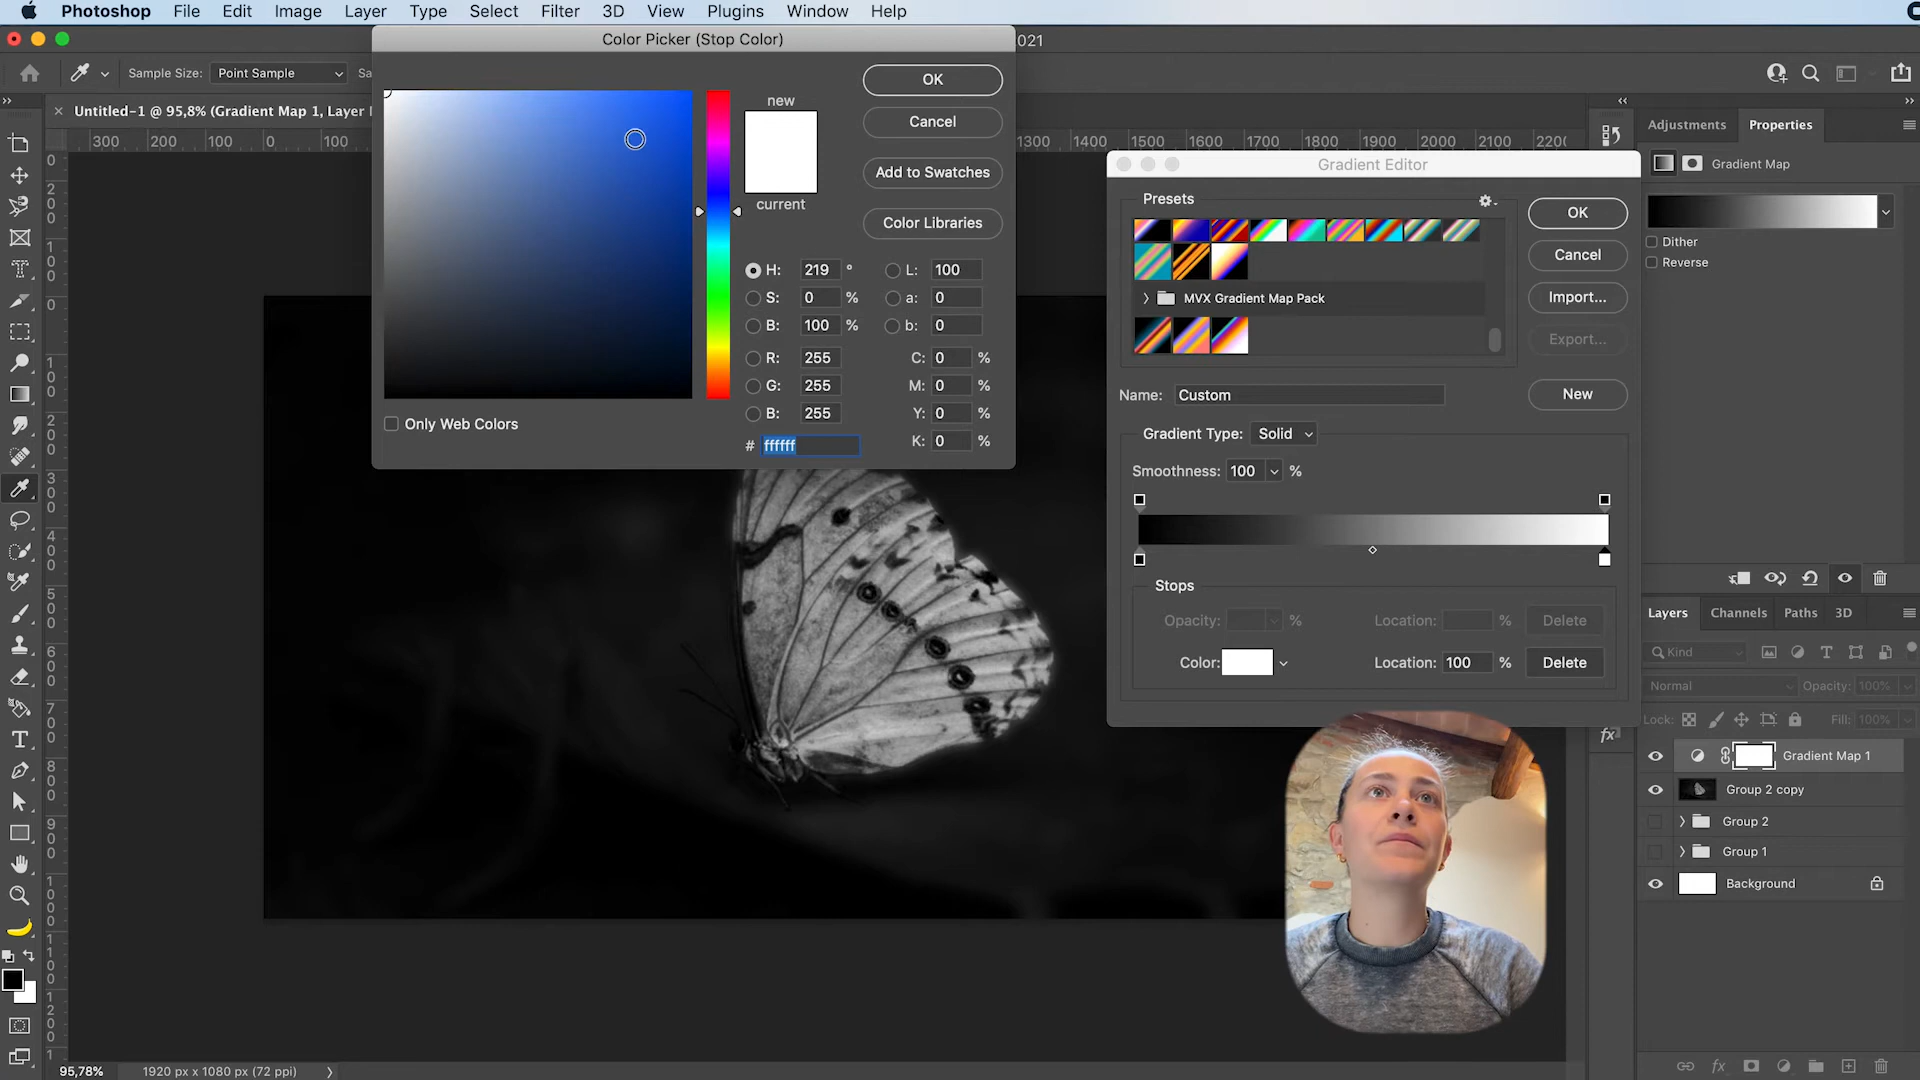 Photoshop File Edit Image Layer Type Select Filter 3D View Plugins Window Help
Color Picker (Stop Color)
021
Sample Size: Point Sample Sa
Untitled-1 @ 95,8% (Gradient Map 1, Layer
300 200 100 0 100
1300 1400 1500 1600 1700 1800 1900 2000 2100 220
new
current
OK
Cancel
Add to Swatches
Color Libraries
H: 219 °
S: 0 %
B: 100 %
R: 255
G: 255
B: 255
# ffffff
L: 100
a: 0
b: 0
C: 0 %
M: 0 %
Y: 0 %
K: 0 %
Only Web Colors
Gradient Editor
Presets
MVX Gradient Map Pack
OK
Cancel
Import...
Export...
New
Name: Custom
Gradient Type: Solid
Smoothness: 100 %
Stops
Opacity: % Location: % Delete
Color: Location: 100 % Delete
Adjustments Properties
Gradient Map
Dither
Reverse
Layers Channels Paths 3D
Kind
Normal Opacity: 100%
Lock: Fill: 100%
fx
Gradient Map 1
Group 2 copy
Group 2
Group 1
Background
95,78% 1920 px x 1080 px (72 ppi)
fx